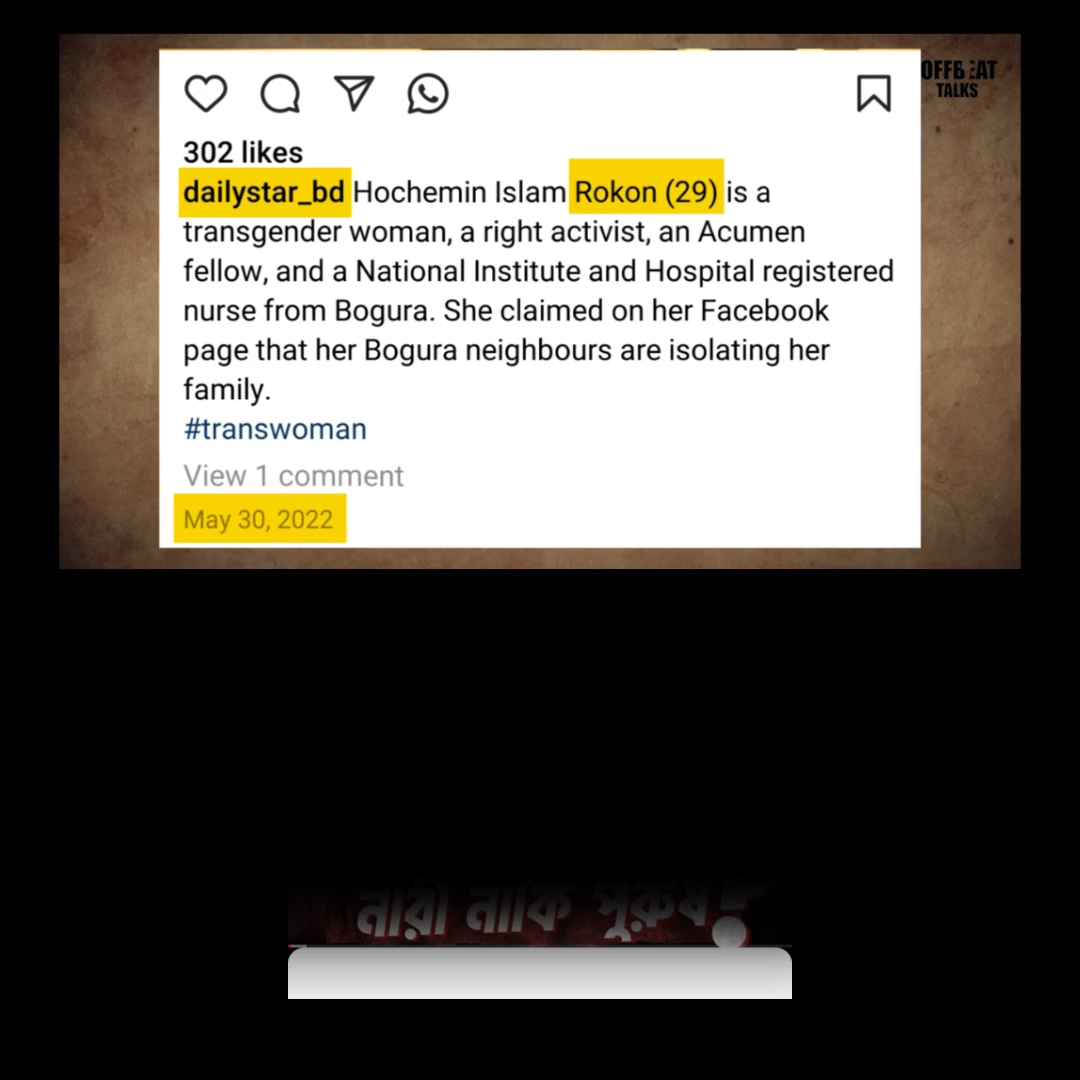 OFFBEAT
TALKS
302 likes
dailystar_bd Hochemin Islam Rokon (29) is a
transgender woman, a right activist, an Acumen
fellow, and a National Institute and Hospital registered
nurse from Bogura. She claimed on her Facebook
page that her Bogura neighbours are isolating her
family.
#transwoman
View 1 comment
May 30, 2022
নারী নাকি পুরুষ?